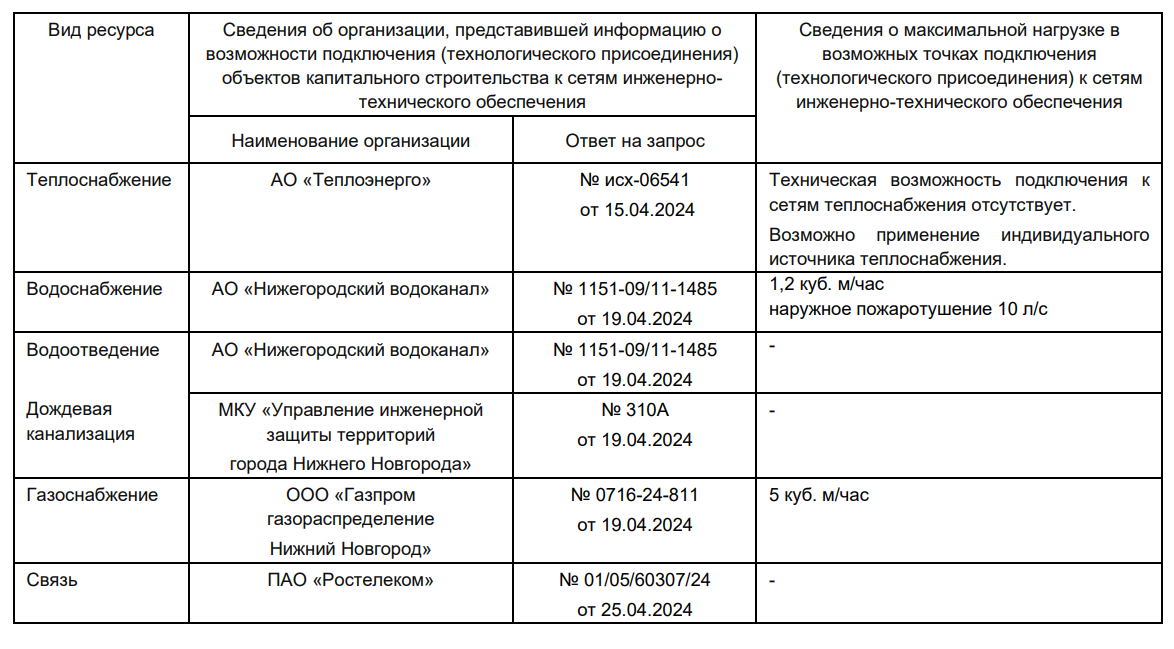 Вид ресурса
Сведения об организации, представившей информацию о
возможности подключения (технологического присоединения)
объектов капитального строительства к сетям инженерно-
технического обеспечения
Сведения о максимальной нагрузке в
возможных точках подключения
(технологического присоединения) к сетям
инженерно-технического обеспечения
Наименование организации
Ответ на запрос
Теплоснабжение
АО «Теплоэнерго»
№ исх-06541
от 15.04.2024
Техническая возможность подключения к
сетям теплоснабжения отсутствует.
Возможно применение индивидуального
источника теплоснабжения.
Водоснабжение
АО «Нижегородский водоканал»
№ 1151-09/11-1485
от 19.04.2024
1,2 куб. м/час
наружное пожаротушение 10 л/с
Водоотведение
АО «Нижегородский водоканал»
№ 1151-09/11-1485
от 19.04.2024
-
Дождевая
канализация
МКУ «Управление инженерной
защиты территорий
города Нижнего Новгорода»
№ 310А
от 19.04.2024
-
Газоснабжение
ООО «Газпром
газораспределение
Нижний Новгород»
№ 0716-24-811
от 19.04.2024
5 куб. м/час
Связь
ПАО «Ростелеком»
№ 01/05/60307/24
от 25.04.2024
-